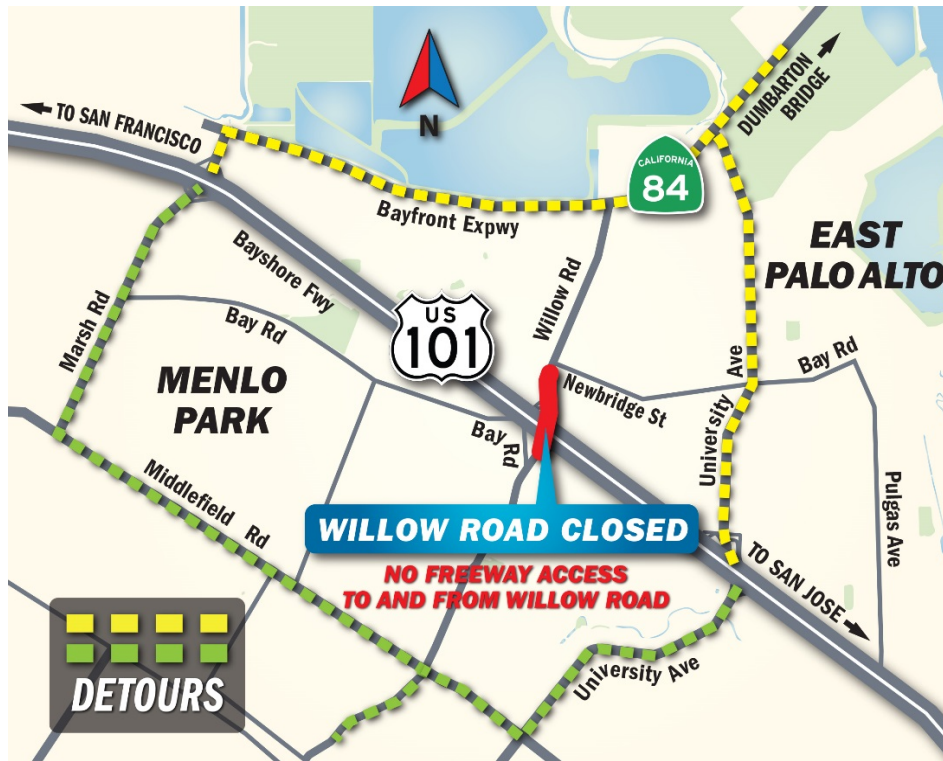 TO SAN FRANCISCO
N
DUMBARTON
BRIDGE
CALIFORNIA
84
Bayfront Expwy
EAST
PALO ALTO
Bayshore Fwy
Willow Rd
Marsh Rd
Bay Rd
US
101
MENLO
PARK
Newbridge St
Bay Rd
University Ave
Bay Rd
Middlefield Rd
Pulgas Ave
WILLOW ROAD CLOSED
NO FREEWAY ACCESS
TO AND FROM WILLOW ROAD
TO SAN JOSE
University Ave
DETOURS